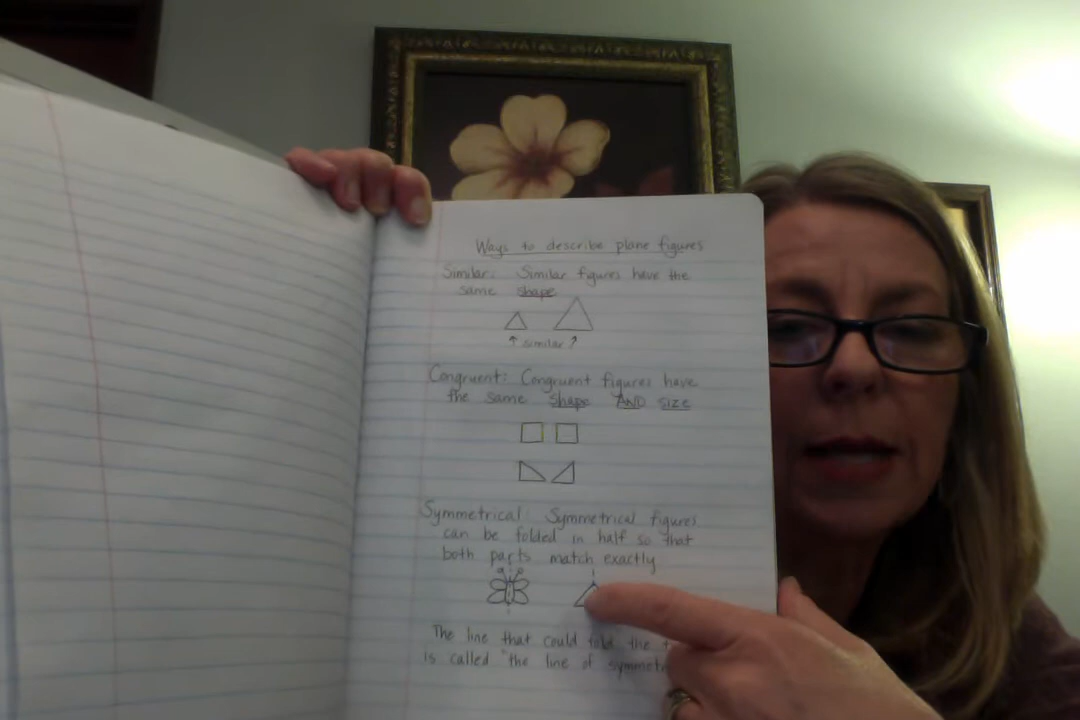 Ways to describe plane figures
Similar: Similar figures have the
same shape
↑ similar ↗
Congruent: Congruent figures have
the same shape AND size
Symmetrical: Symmetrical figures
can be folded in half so that
both parts match exactly
The line that could fold the
is called "the line of symmetr